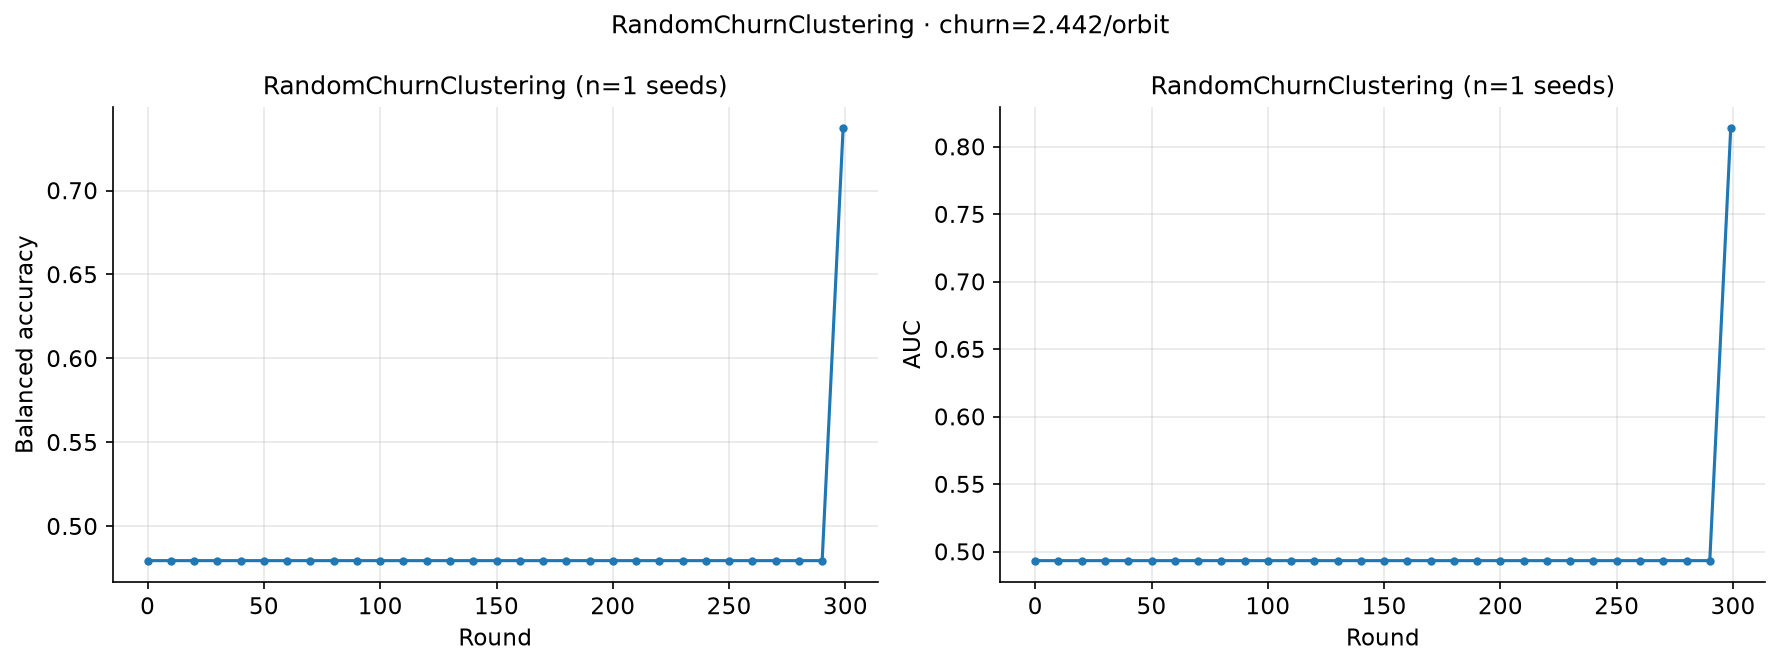 RandomChurnClustering · churn=2.442/orbit
RandomChurnClustering (n=1 seeds)
Balanced accuracy
0.70
0.65
0.60
0.55
0.50
0 50 100 150 200 250 300
Round
RandomChurnClustering (n=1 seeds)
AUC
0.80
0.75
0.70
0.65
0.60
0.55
0.50
0 50 100 150 200 250 300
Round